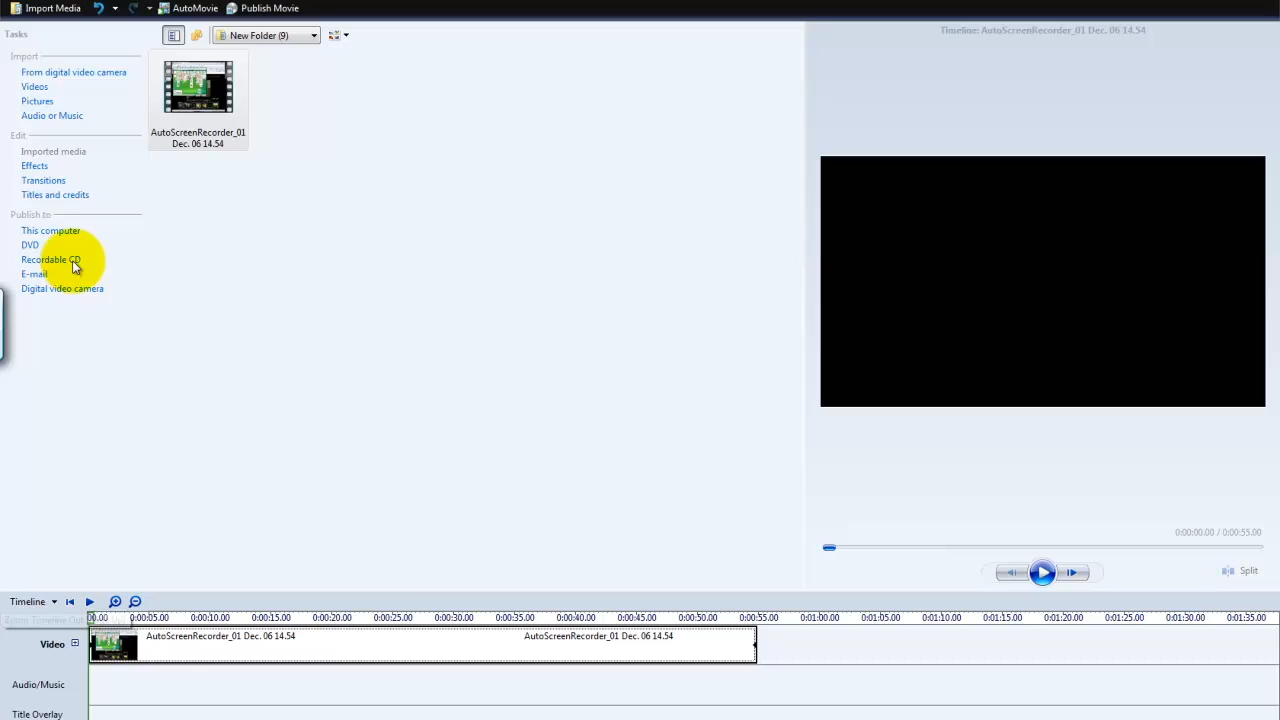 Import Media AutoMovie Publish Movie
Tasks
New Folder (9)
Timeline: AutoScreenRecorder_01 Dec. 06 14.54
Import
From digital video camera
Videos
Pictures
Audio or Music
AutoScreenRecorder_01
Dec. 06 14.54
Edit
Imported media
Effects
Transitions
Titles and credits
Publish to
This computer
DVD
Recordable CD
E-mail
Digital video camera
0:00:00.00 / 0:00:55.00
Split
Timeline
00.00 0:00:05.00 0:00:10.00 0:00:15.00 0:00:20.00 0:00:25.00 0:00:30.00 0:00:35.00 0:00:40.00 0:00:45.00 0:00:50.00 0:00:55.00 0:01:00.00 0:01:05.00 0:01:10.00 0:01:15.00 0:01:20.00 0:01:25.00 0:01:30.00 0:01:35.00
Zoom Timeline Out
Video
AutoScreenRecorder_01 Dec. 06 14.54 AutoScreenRecorder_01 Dec. 06 14.54
Audio/Music
Title Overlay